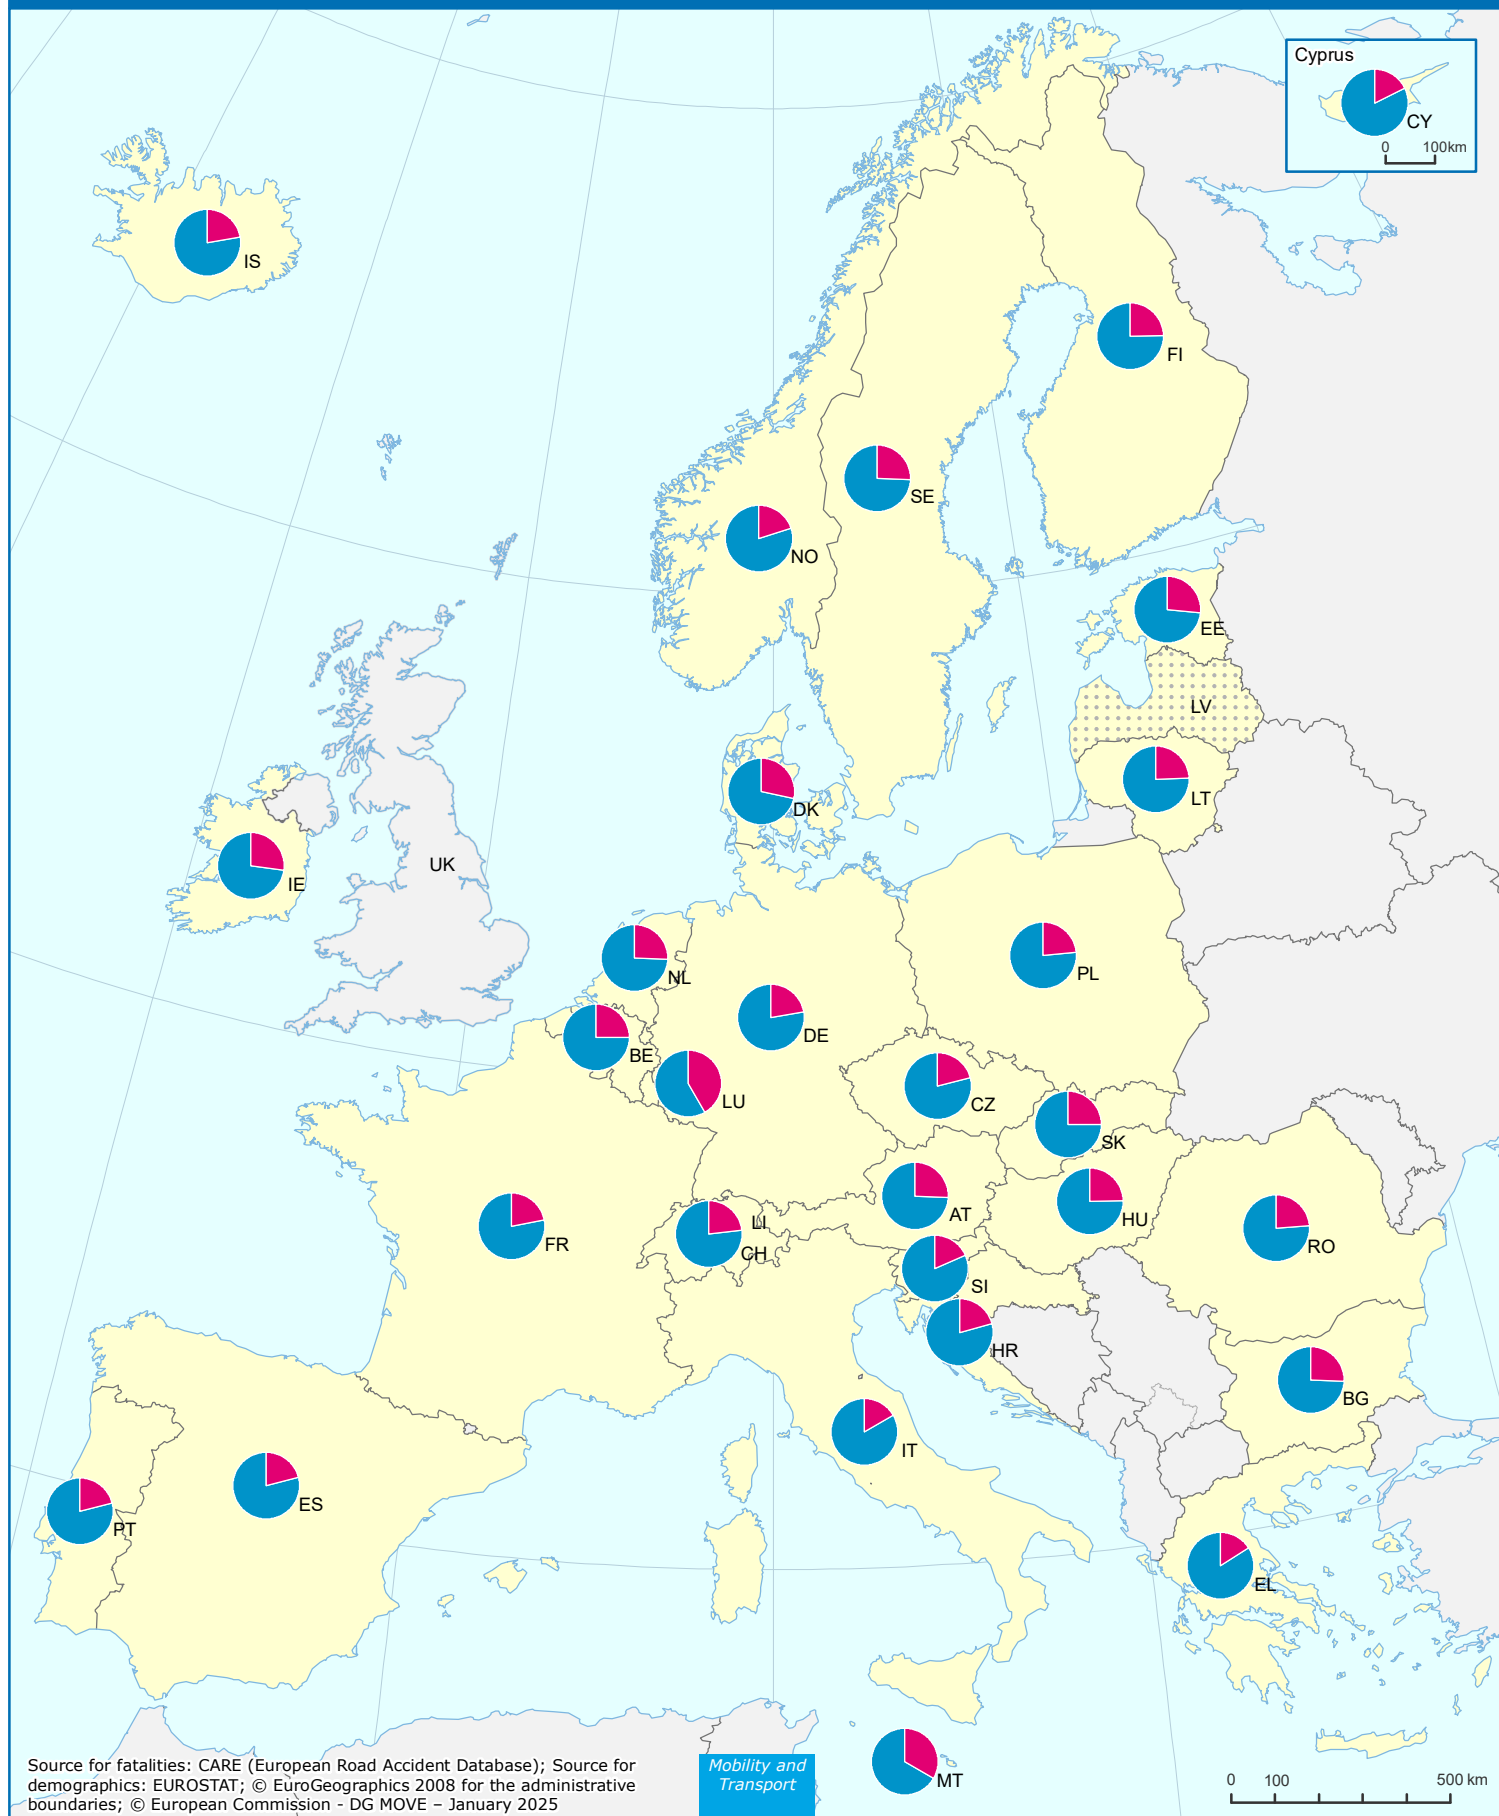 Cyprus
CY
0 100km
IS
FI
SE
NO
EE
LV
LT
DK
UK
IE
NL
PL
DE
BE
LU
CZ
SK
AT
HU
LI
CH
FR
RO
SI
HR
BG
IT
ES
PT
EL
MT
Source for fatalities: CARE (European Road Accident Database); Source for
demographics: EUROSTAT; © EuroGeographics 2008 for the administrative
boundaries; © European Commission - DG MOVE – January 2025
Mobility and
Transport
0 100 500 km